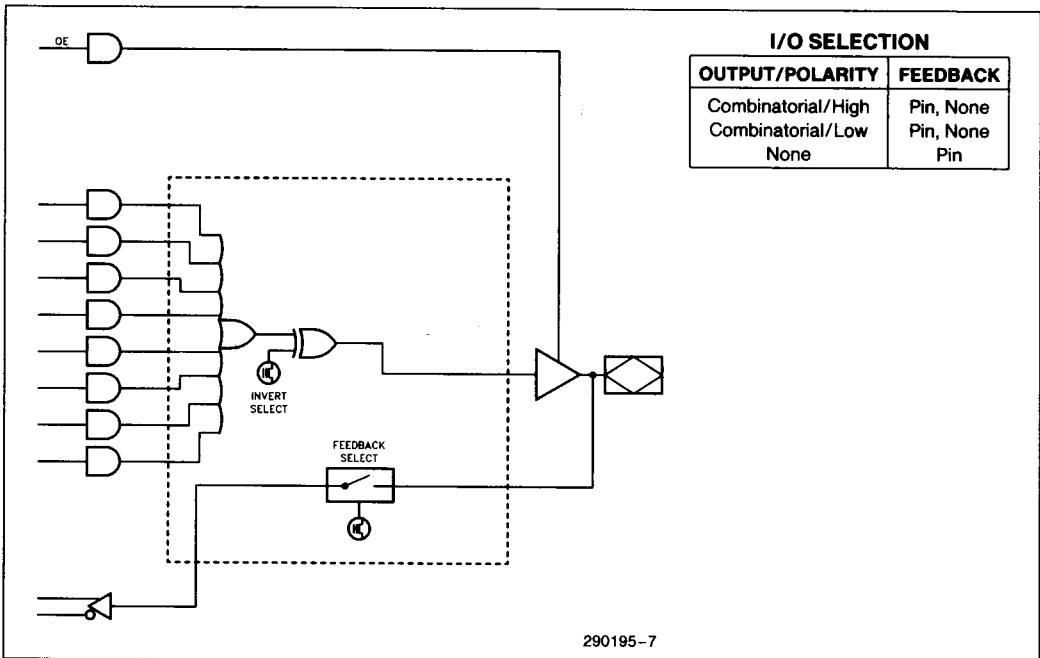 OE
I/O SELECTION
OUTPUT/POLARITY FEEDBACK
Combinatorial/High Pin, None
Combinatorial/Low Pin, None
None Pin
INVERT
SELECT
FEEDBACK
SELECT
290195-7